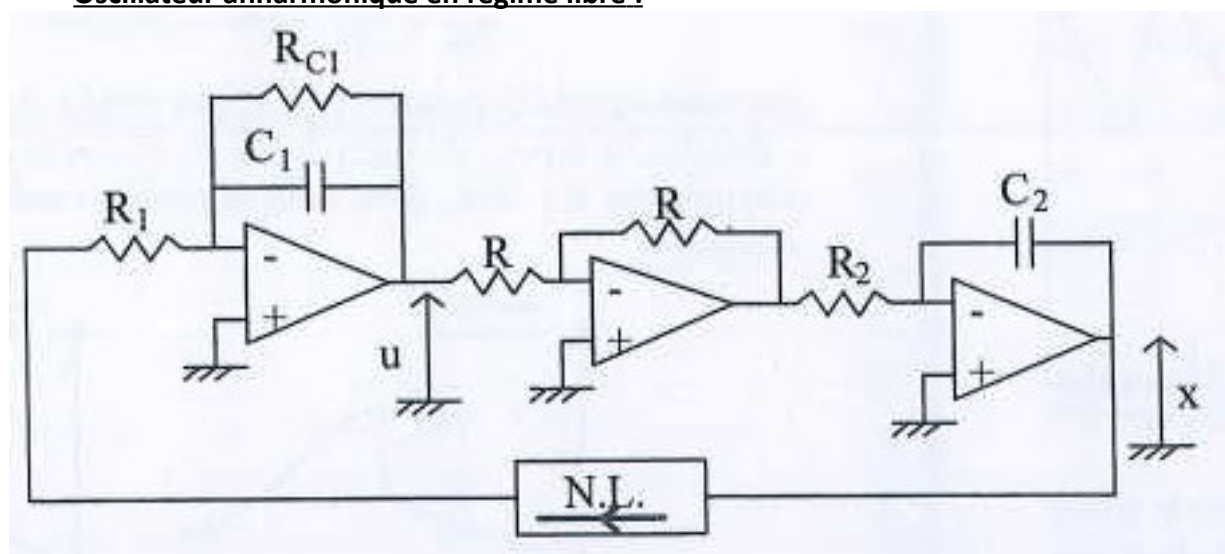 Oscillateur anharmonique en régime libre :
R_C1
C_1
R_1
-
+
u
R
R
-
+
R_2
C_2
-
+
x
N.L.